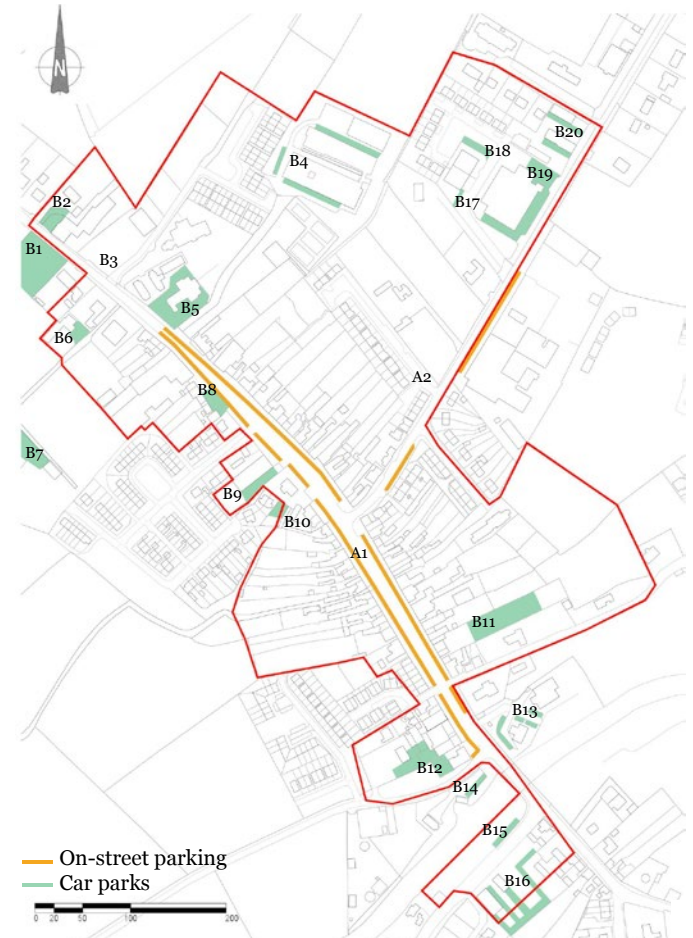 N
B20
B18
B4
B19
B17
B2
B1
B3
B5
B6
A2
B8
B7
B9
B10
A1
B11
B13
B12
B14
B15
B16
On-street parking
Car parks
0 20 50 100 200